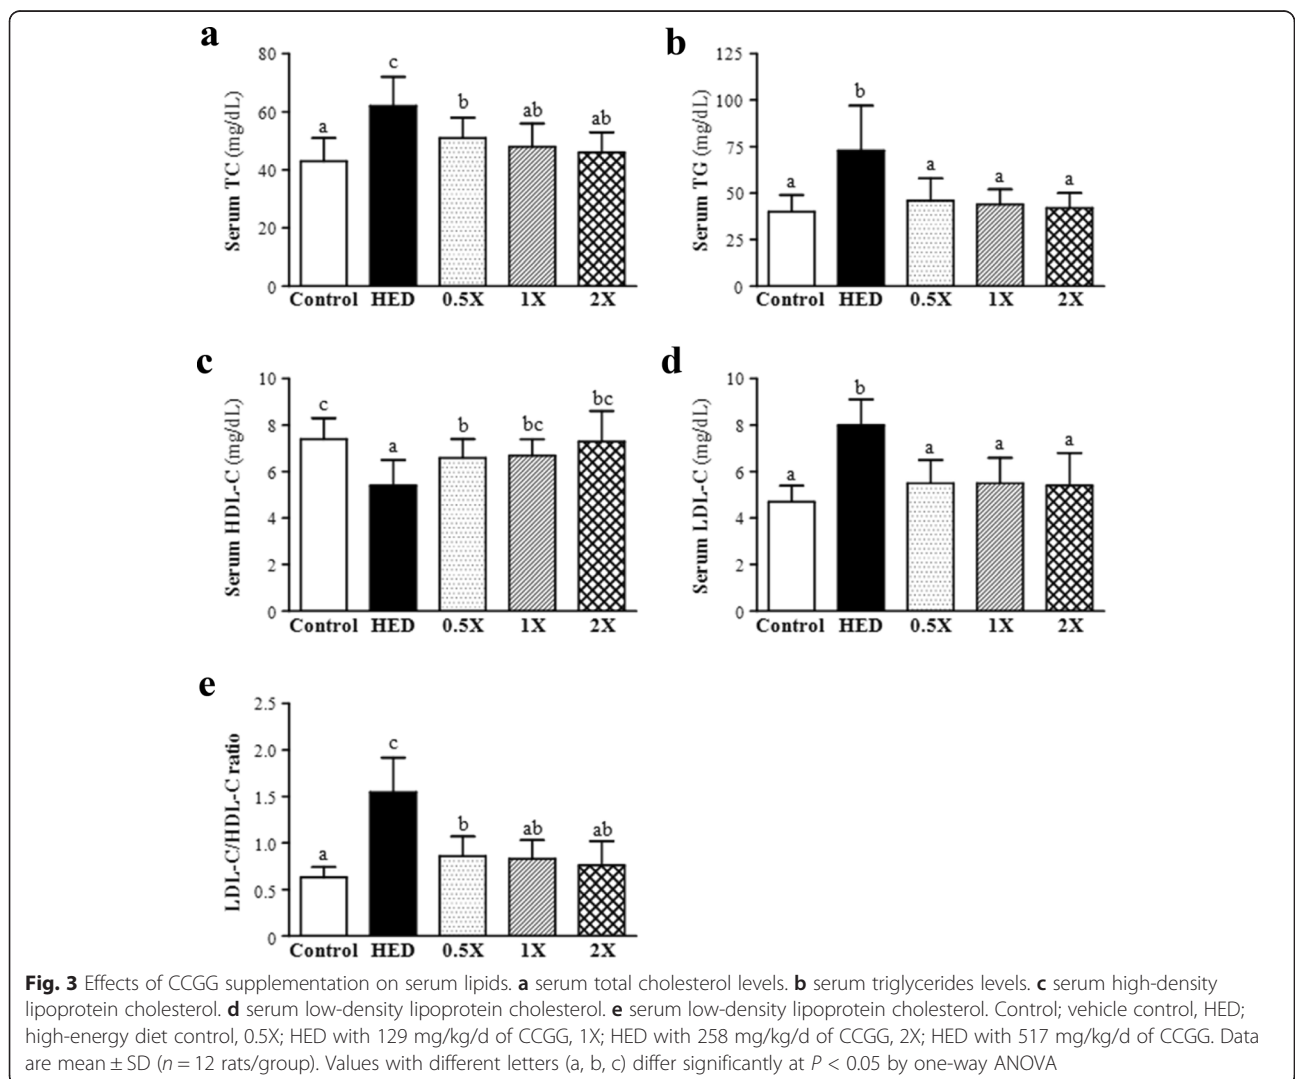 a
b
80
60
40
20
0
Serum TC (mg/dL)
a
c
b
ab
ab
Control HED 0.5X 1X 2X
125
100
75
50
25
0
Serum TG (mg/dL)
a
b
a
a
a
Control HED 0.5X 1X 2X
c
d
10
8
6
4
2
0
Serum HDL-C (mg/dL)
c
a
b
bc
bc
Control HED 0.5X 1X 2X
10
8
6
4
2
0
Serum LDL-C (mg/dL)
a
b
a
a
a
Control HED 0.5X 1X 2X
e
2.5
2.0
1.5
1.0
0.5
0
LDL-C/HDL-C ratio
a
c
b
ab
ab
Control HED 0.5X 1X 2X
Fig. 3 Effects of CCGG supplementation on serum lipids. a serum total cholesterol levels. b serum triglycerides levels. c serum high-density
lipoprotein cholesterol. d serum low-density lipoprotein cholesterol. e serum low-density lipoprotein cholesterol. Control; vehicle control, HED;
high-energy diet control, 0.5X; HED with 129 mg/kg/d of CCGG, 1X; HED with 258 mg/kg/d of CCGG, 2X; HED with 517 mg/kg/d of CCGG. Data
are mean ± SD (n = 12 rats/group). Values with different letters (a, b, c) differ significantly at P < 0.05 by one-way ANOVA